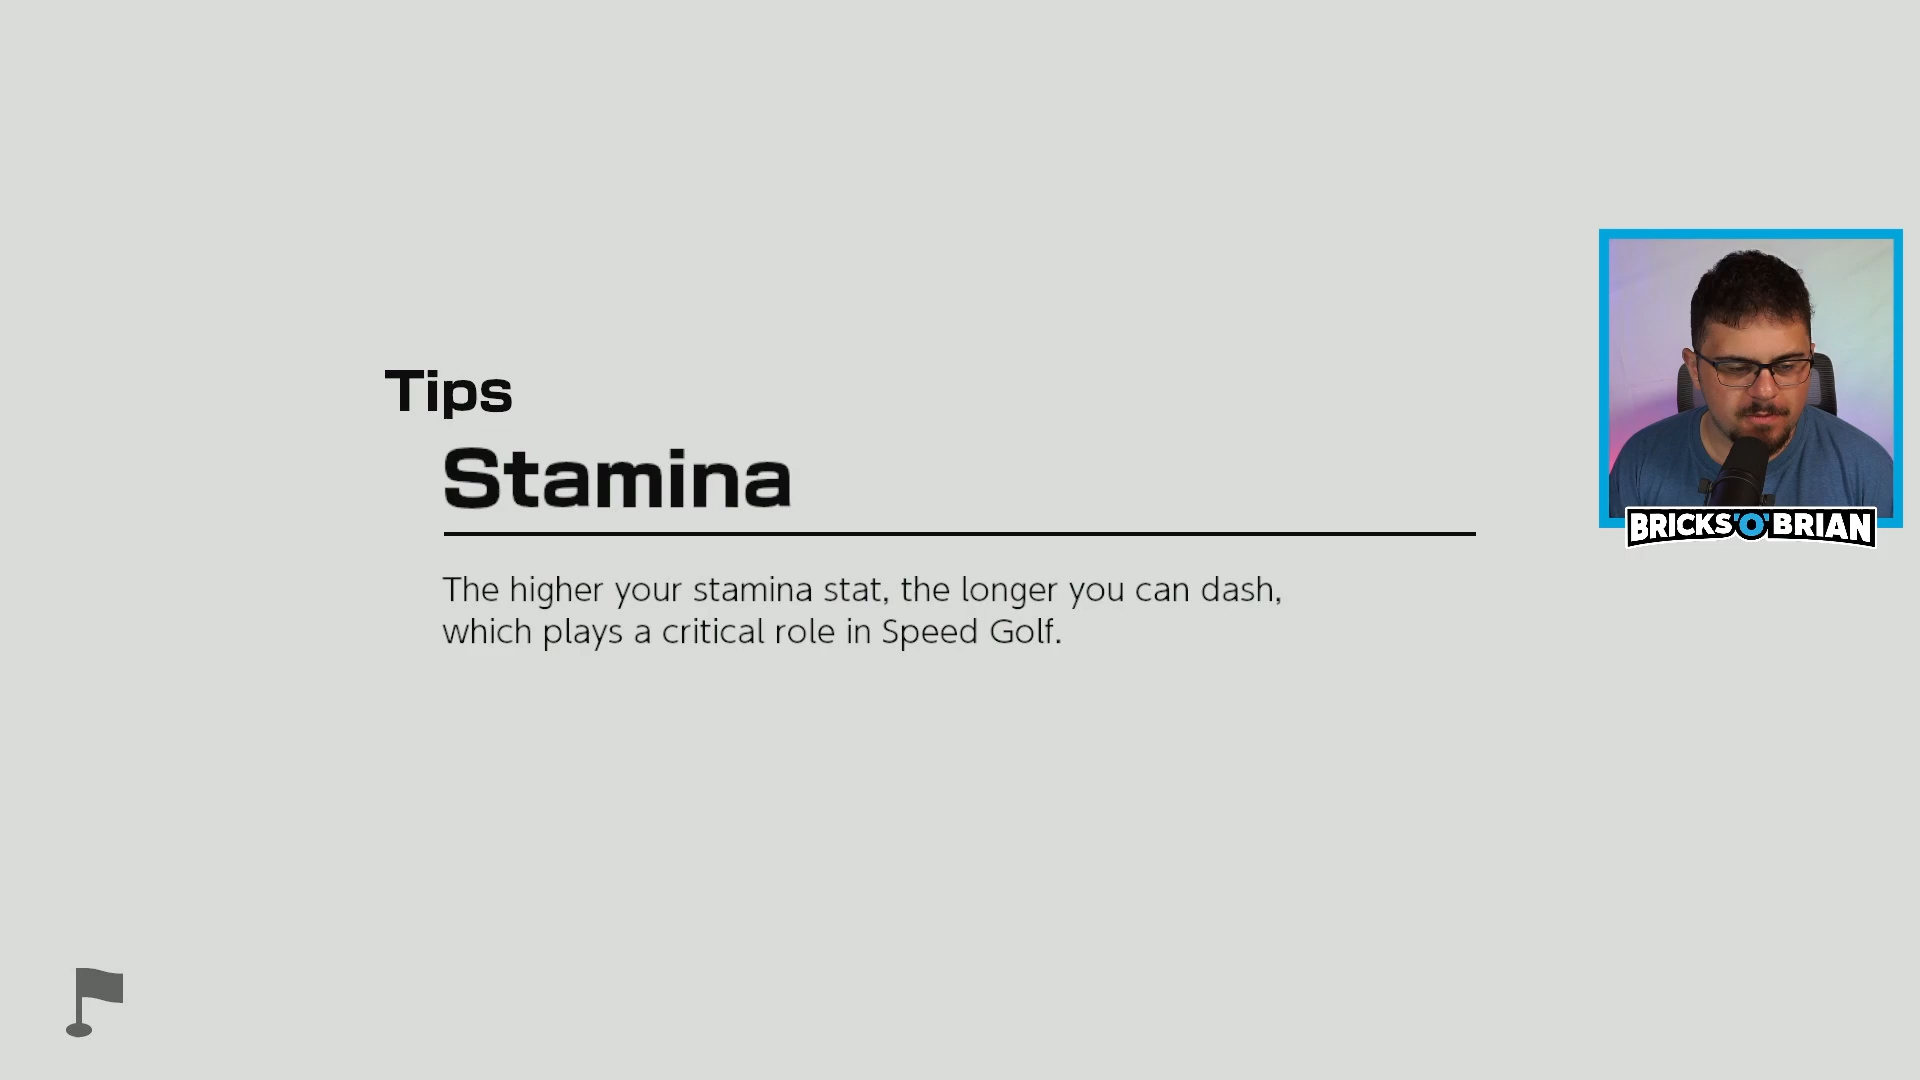 Tips
Stamina
The higher your stamina stat, the longer you can dash,
which plays a critical role in Speed Golf.
BRICKS'O'BRIAN